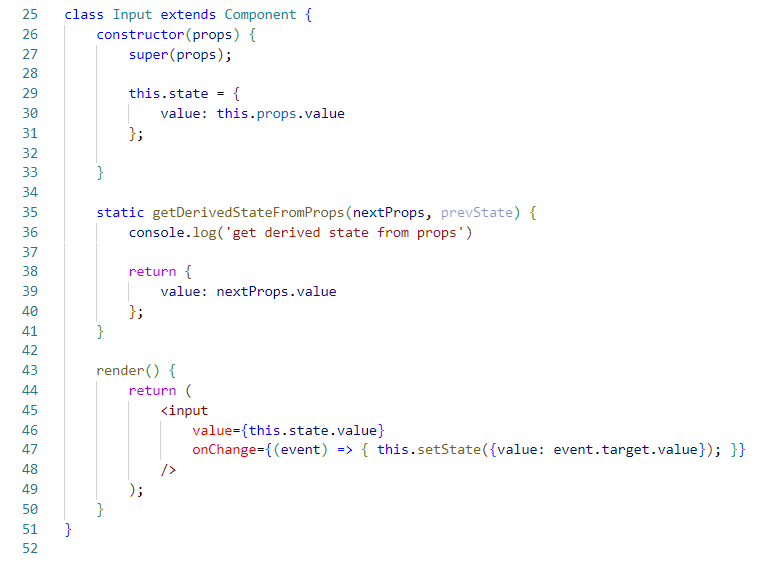 25 class Input extends Component {
26     constructor(props) {
27         super(props);
28
29         this.state = {
30             value: this.props.value
31         };
32
33     }
34
35     static getDerivedStateFromProps(nextProps, prevState) {
36         console.log('get derived state from props')
37
38         return {
39             value: nextProps.value
40         };
41     }
42
43     render() {
44         return (
45             <input
46                 value={this.state.value}
47                 onChange={(event) => { this.setState({value: event.target.value}); }}
48             />
49         );
50     }
51 }
52